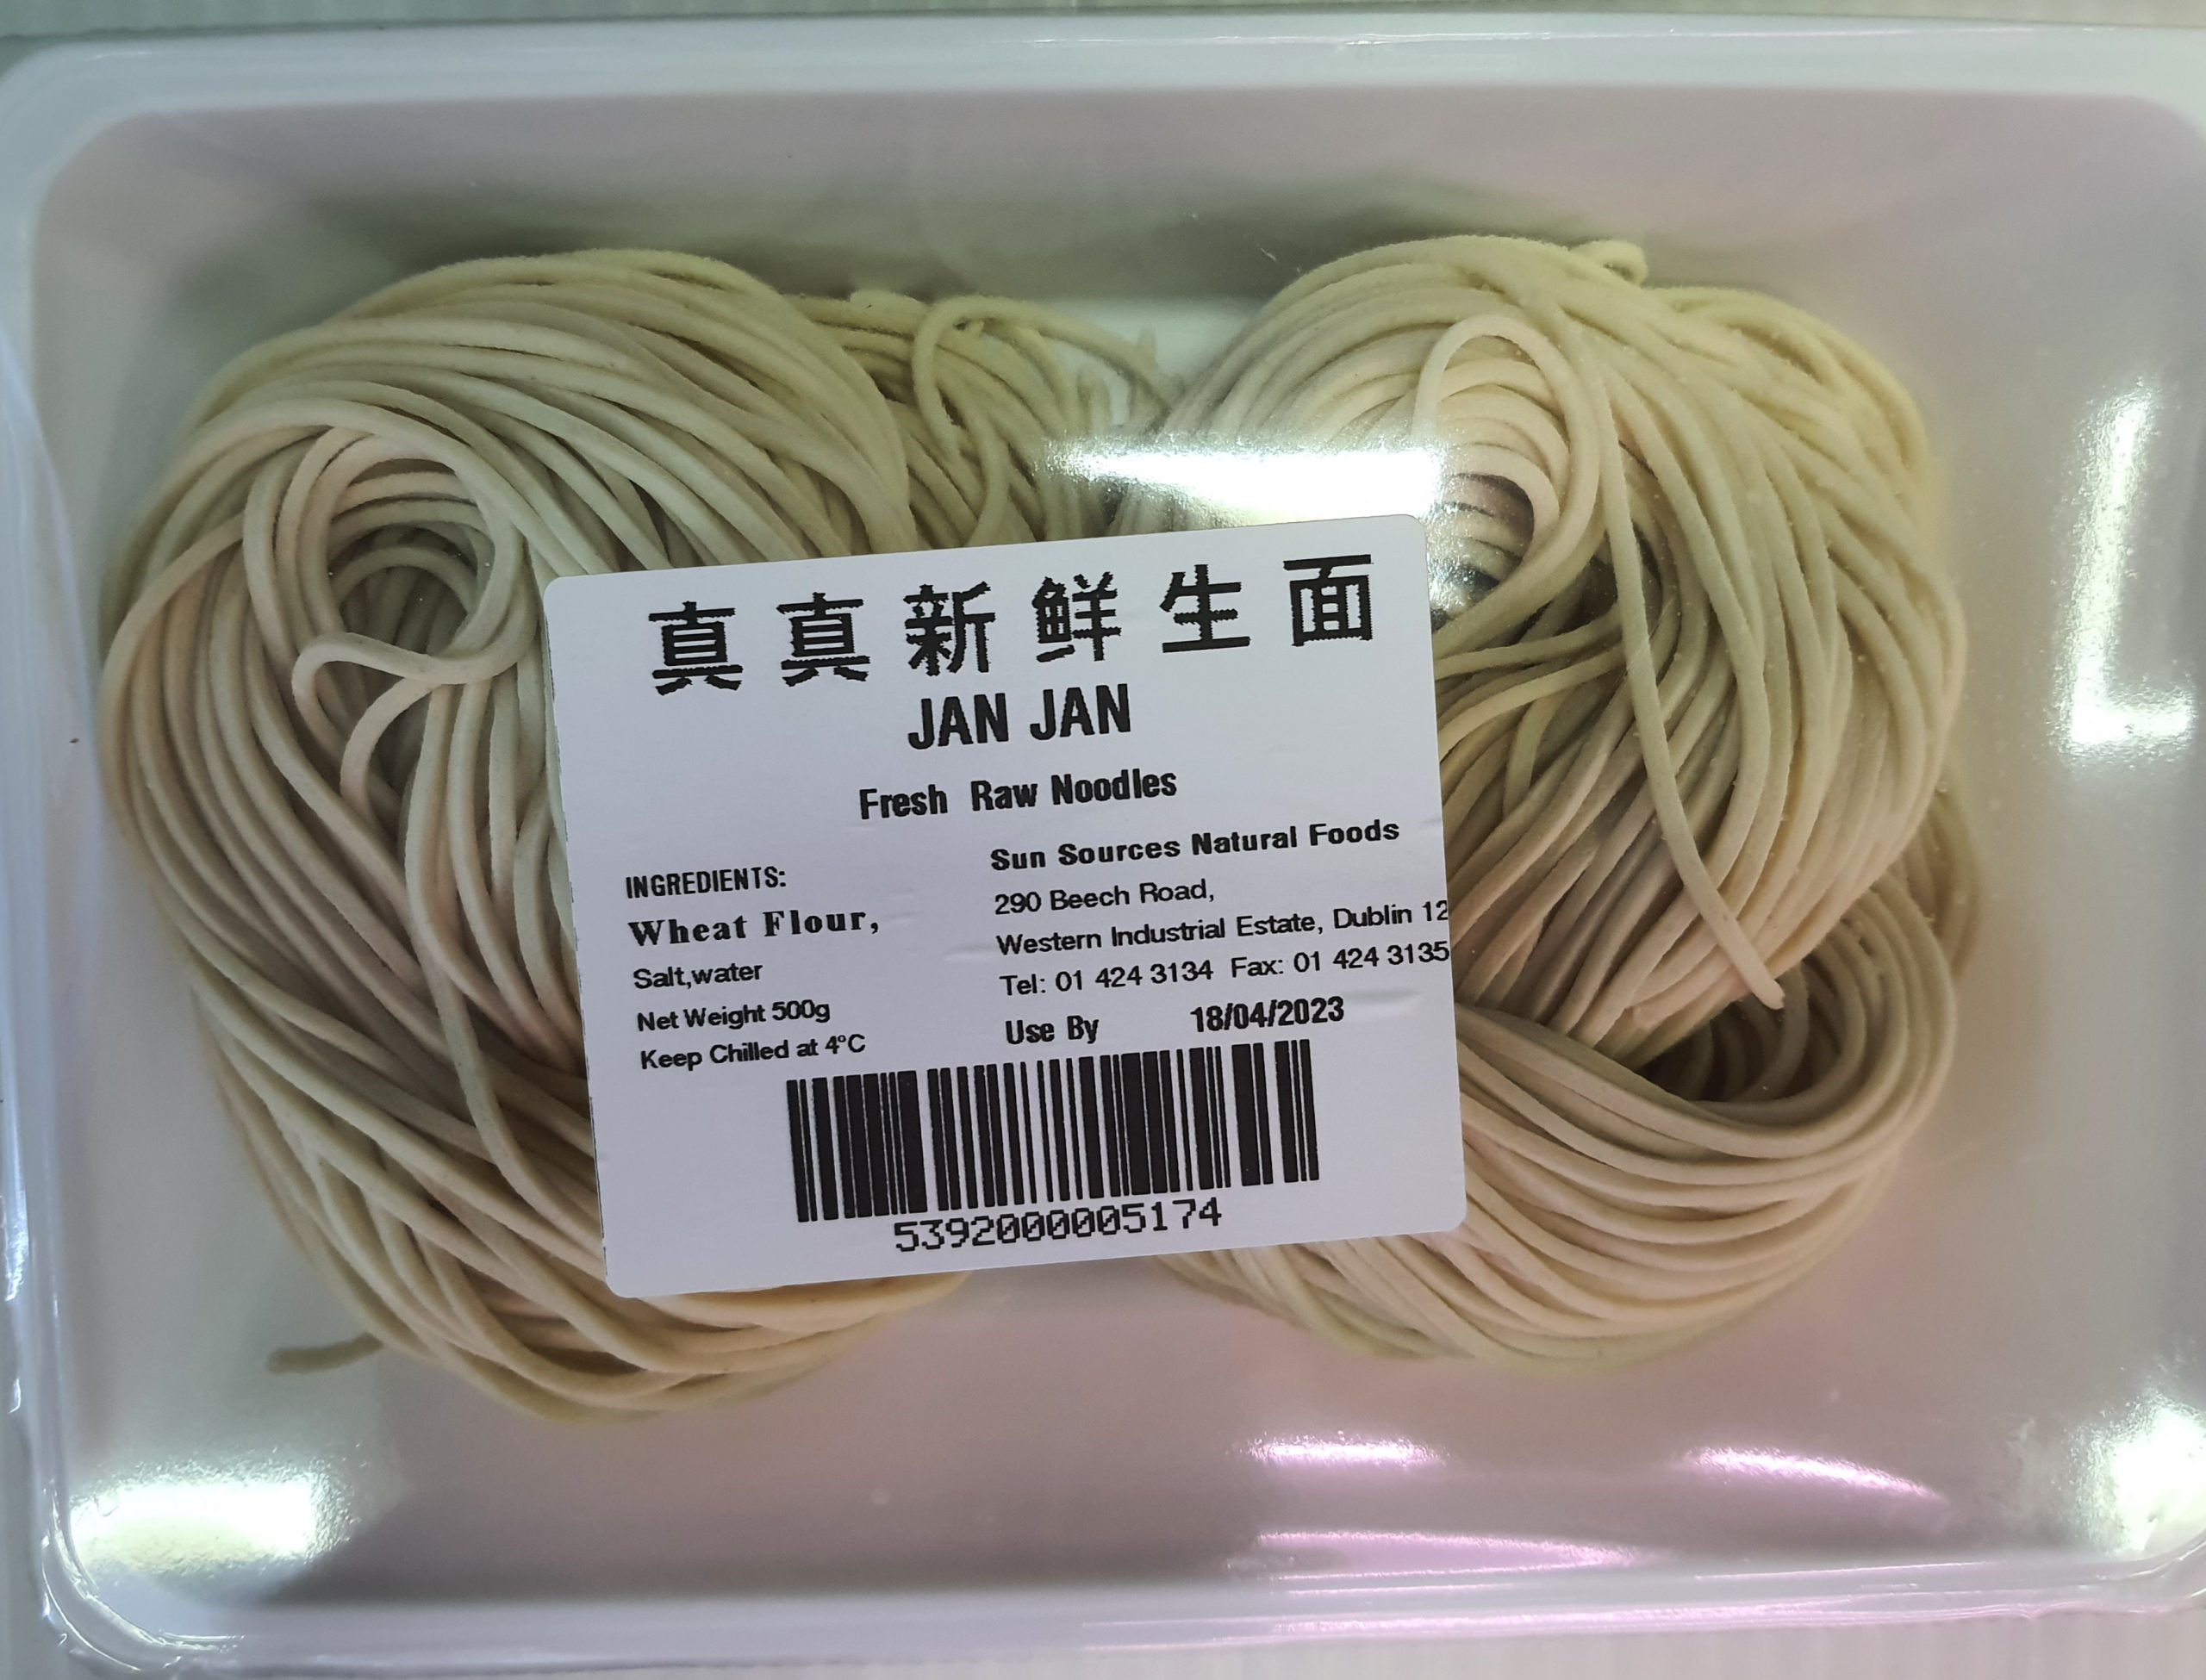 真真新鲜生面
JAN JAN
Fresh Raw Noodles
INGREDIENTS:
Wheat Flour,
Salt,water
Net Weight 500g
Keep Chilled at 4°C
Sun Sources Natural Foods
290 Beech Road,
Western Industrial Estate, Dublin 12
Tel: 01 424 3134 Fax: 01 424 3135
Use By 18/04/2023
5392000005174